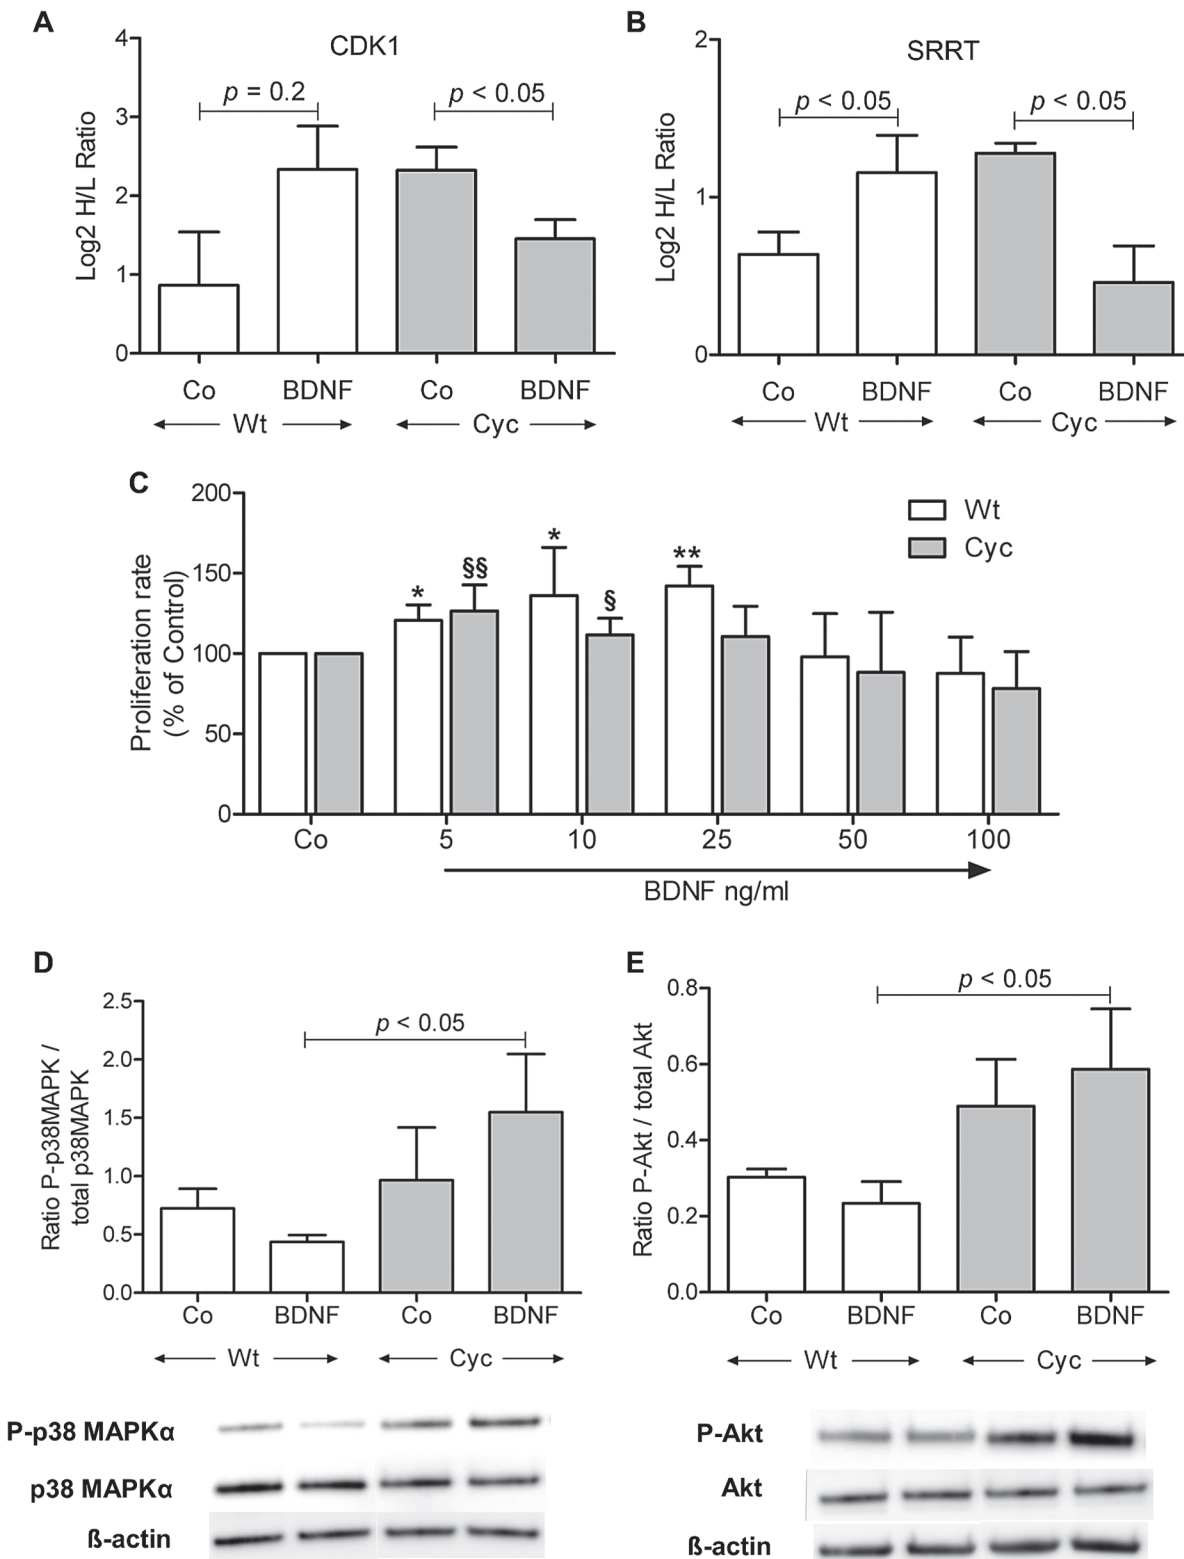 A
CDK1
Log2 H/L Ratio
4
3
2
1
0
p = 0.2
p < 0.05
Co BDNF Co BDNF
Wt Cyc
B
SRRT
Log2 H/L Ratio
2
1
0
p < 0.05
p < 0.05
Co BDNF Co BDNF
Wt Cyc
C
Proliferation rate
(% of Control)
200
150
100
50
0
Wt
Cyc
* §§ * § **
Co 5 10 25 50 100
BDNF ng/ml
D
Ratio P-p38MAPK /
total p38MAPK
2.5
2.0
1.5
1.0
0.5
0.0
p < 0.05
Co BDNF Co BDNF
Wt Cyc
P-p38 MAPKα
p38 MAPKα
ß-actin
E
Ratio P-Akt / total Akt
0.8
0.6
0.4
0.2
0.0
p < 0.05
Co BDNF Co BDNF
Wt Cyc
P-Akt
Akt
ß-actin